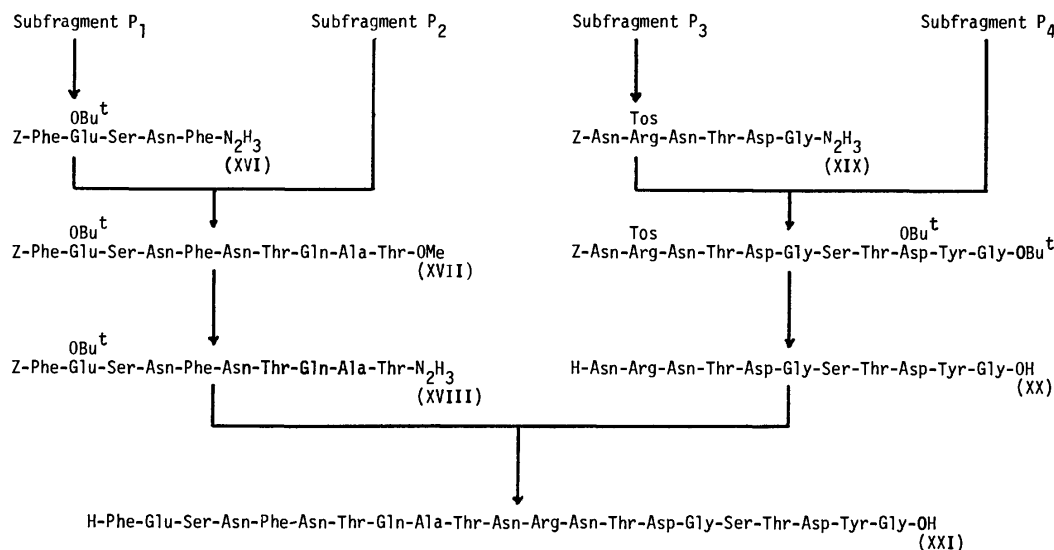 Subfragment P1
Subfragment P2
Subfragment P3
Subfragment P4
OBu^t
Z-Phe-Glu-Ser-Asn-Phe-N2H3
(XVI)
Tos
Z-Asn-Arg-Asn-Thr-Asp-Gly-N2H3
(XIX)
OBu^t
Z-Phe-Glu-Ser-Asn-Phe-Asn-Thr-Gln-Ala-Thr-OMe
(XVII)
Tos OBu^t
Z-Asn-Arg-Asn-Thr-Asp-Gly-Ser-Thr-Asp-Tyr-Gly-OBu^t
OBu^t
Z-Phe-Glu-Ser-Asn-Phe-Asn-Thr-Gln-Ala-Thr-N2H3
(XVIII)
H-Asn-Arg-Asn-Thr-Asp-Gly-Ser-Thr-Asp-Tyr-Gly-OH
(XX)
H-Phe-Glu-Ser-Asn-Phe-Asn-Thr-Gln-Ala-Thr-Asn-Arg-Asn-Thr-Asp-Gly-Ser-Thr-Asp-Tyr-Gly-OH
(XXI)